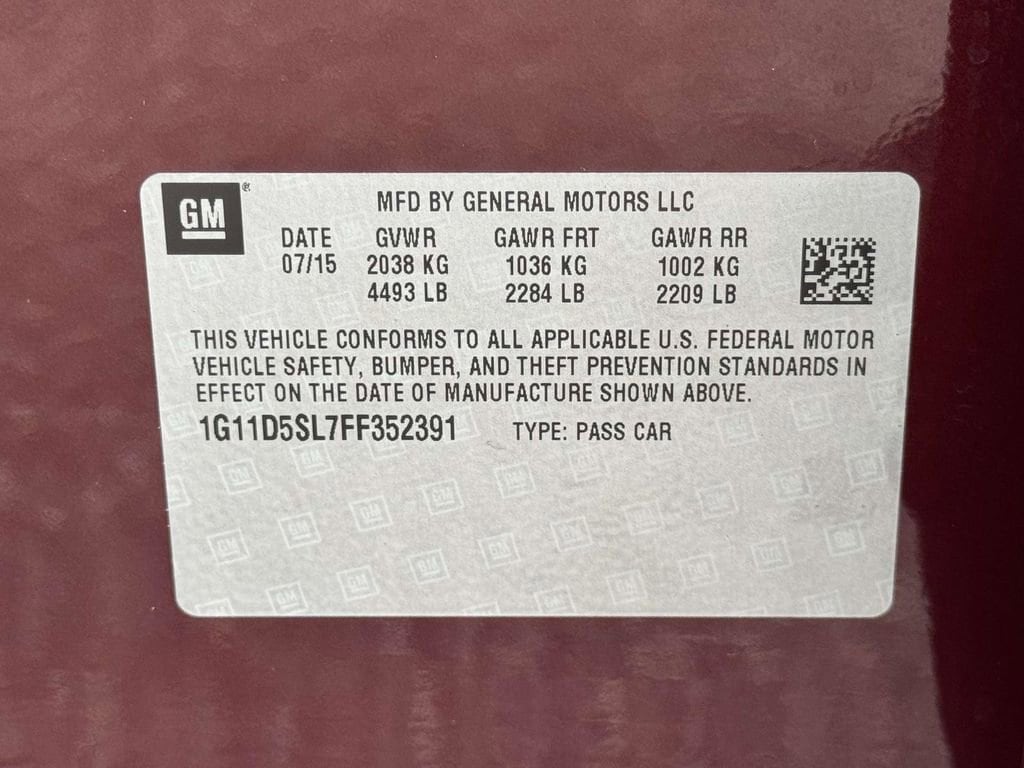 GM®
MFD BY GENERAL MOTORS LLC
DATE GVWR GAWR FRT GAWR RR
07/15 2038 KG 1036 KG 1002 KG
4493 LB 2284 LB 2209 LB
THIS VEHICLE CONFORMS TO ALL APPLICABLE U.S. FEDERAL MOTOR
VEHICLE SAFETY, BUMPER, AND THEFT PREVENTION STANDARDS IN
EFFECT ON THE DATE OF MANUFACTURE SHOWN ABOVE.
1G11D5SL7FF352391 TYPE: PASS CAR